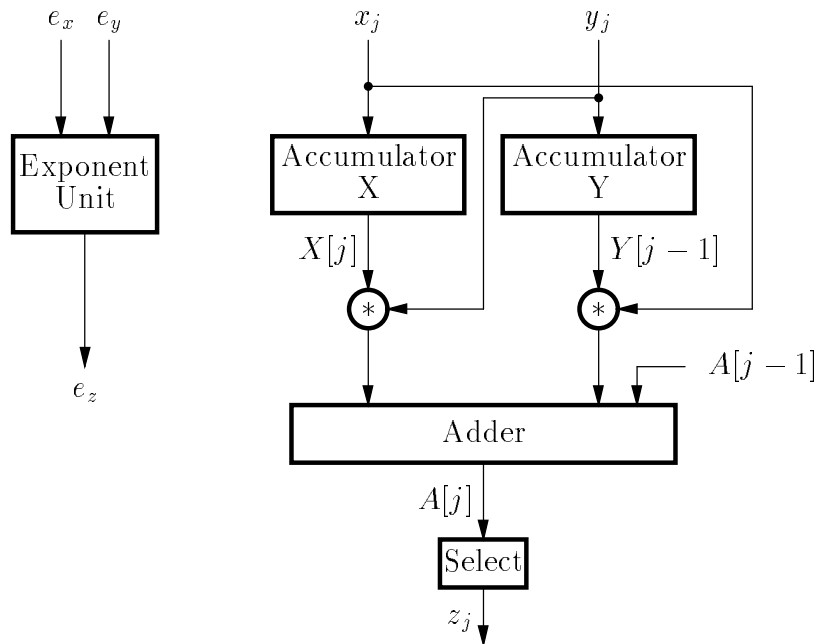 e_x e_y x_j y_j
Exponent
Unit
Accumulator
X
Accumulator
Y
X[j] Y[j − 1]
* *
e_z
A[j − 1]
Adder
A[j]
Select
z_j